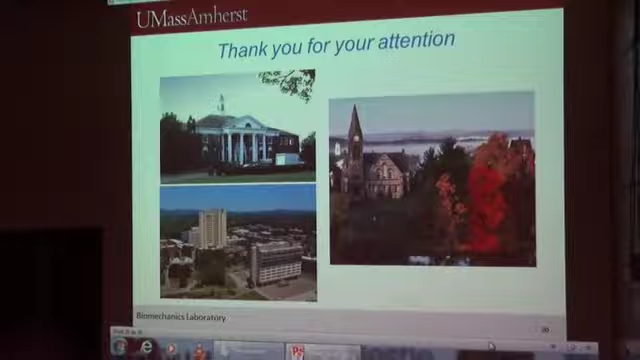 UMassAmherst
Thank you for your attention
Biomechanics Laboratory